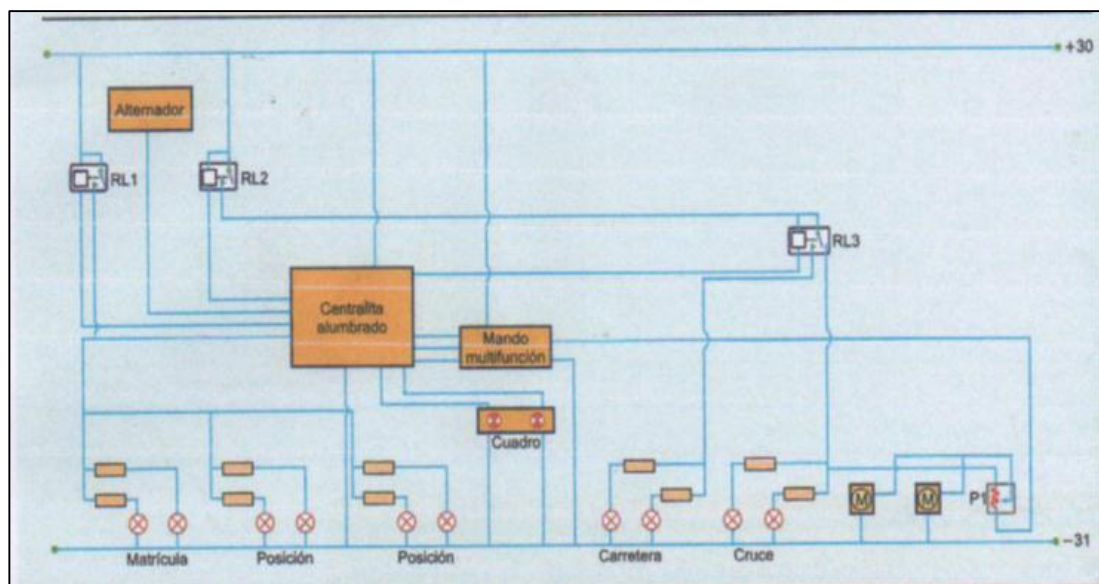 +30
Alternador
RL1
RL2
RL3
Centralita
alumbrado
Mando
multifunción
Cuadro
M
M
P1
-31
Matrícula
Posición
Posición
Carretera
Cruce